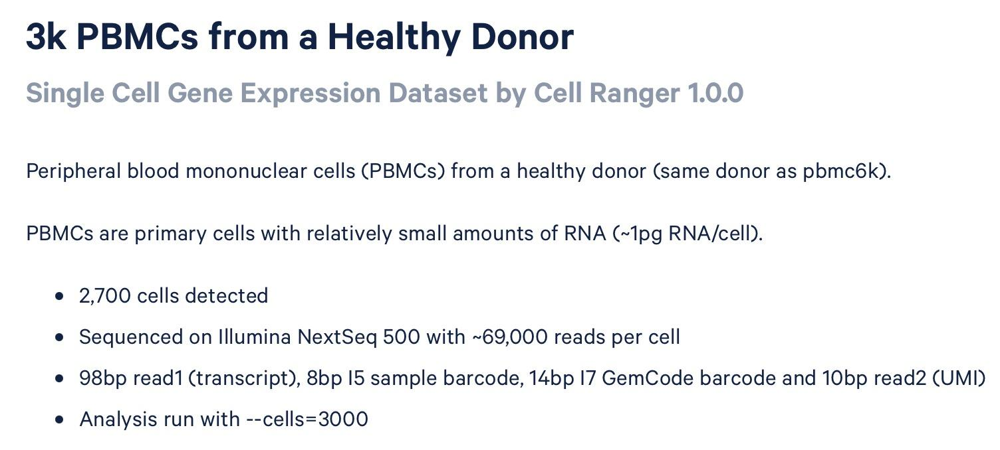 3k PBMCs from a Healthy Donor
Single Cell Gene Expression Dataset by Cell Ranger 1.0.0
Peripheral blood mononuclear cells (PBMCs) from a healthy donor (same donor as pbmc6k).
PBMCs are primary cells with relatively small amounts of RNA (~1pg RNA/cell).
• 2,700 cells detected
• Sequenced on Illumina NextSeq 500 with ~69,000 reads per cell
• 98bp read1 (transcript), 8bp I5 sample barcode, 14bp I7 GemCode barcode and 10bp read2 (UMI)
• Analysis run with --cells=3000